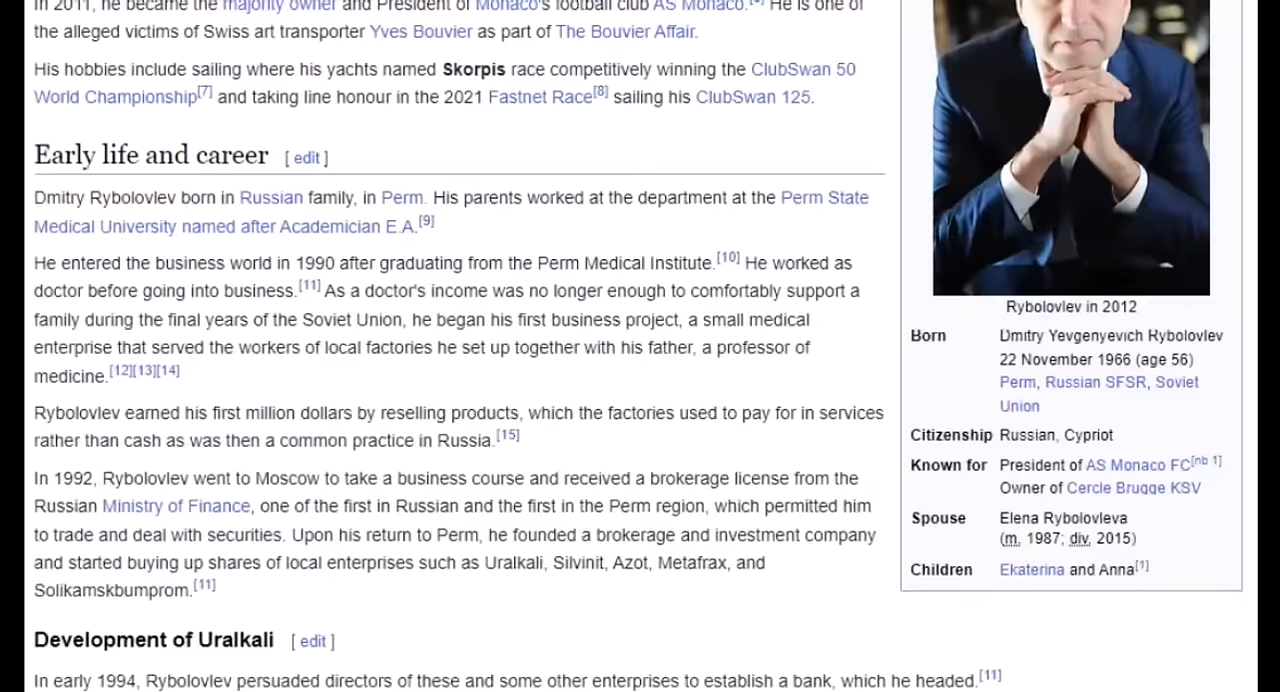 In 2011, he became the majority owner and President of Monaco's football club AS Monaco.[4] He is one of
the alleged victims of Swiss art transporter Yves Bouvier as part of The Bouvier Affair.
His hobbies include sailing where his yachts named Skorpis race competitively winning the ClubSwan 50
World Championship[7] and taking line honour in the 2021 Fastnet Race[8] sailing his ClubSwan 125.
Early life and career [ edit ]
Dmitry Rybolovlev born in Russian family, in Perm. His parents worked at the department at the Perm State
Medical University named after Academician E.A.[9]
He entered the business world in 1990 after graduating from the Perm Medical Institute.[10] He worked as
doctor before going into business.[11] As a doctor's income was no longer enough to comfortably support a
family during the final years of the Soviet Union, he began his first business project, a small medical
enterprise that served the workers of local factories he set up together with his father, a professor of
medicine.[12][13][14]
Rybolovlev earned his first million dollars by reselling products, which the factories used to pay for in services
rather than cash as was then a common practice in Russia.[15]
In 1992, Rybolovlev went to Moscow to take a business course and received a brokerage license from the
Russian Ministry of Finance, one of the first in Russian and the first in the Perm region, which permitted him
to trade and deal with securities. Upon his return to Perm, he founded a brokerage and investment company
and started buying up shares of local enterprises such as Uralkali, Silvinit, Azot, Metafrax, and
Solikamskbumprom.[11]
Development of Uralkali [ edit ]
In early 1994, Rybolovlev persuaded directors of these and some other enterprises to establish a bank, which he headed.[11]
Rybolovlev in 2012
Born Dmitry Yevgenyevich Rybolovlev
22 November 1966 (age 56)
Perm, Russian SFSR, Soviet
Union
Citizenship Russian, Cypriot
Known for President of AS Monaco FC[nb 1]
Owner of Cercle Brugge KSV
Spouse Elena Rybolovleva
(m. 1987; div. 2015)
Children Ekaterina and Anna[1]